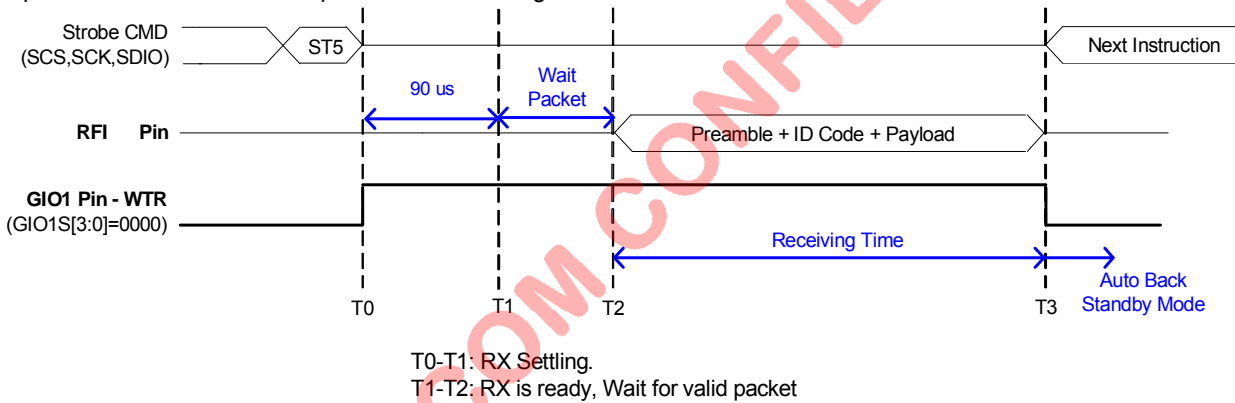 Strobe CMD
(SCS,SCK,SDIO)
ST5
Next Instruction
90 us
Wait
Packet
RFI Pin
Preamble + ID Code + Payload
GIO1 Pin - WTR
(GIO1S[3:0]=0000)
Receiving Time
Auto Back
Standby Mode
T0 T1 T2 T3
T0-T1: RX Settling.
T1-T2: RX is ready, Wait for valid packet